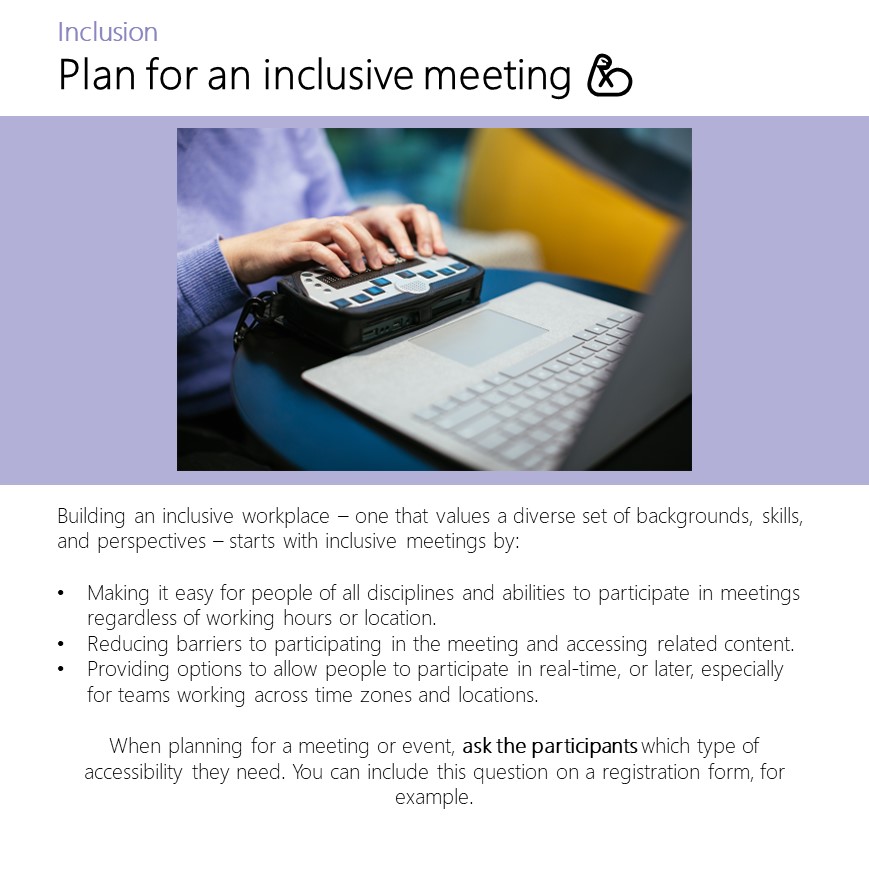 Inclusion
Plan for an inclusive meeting
Building an inclusive workplace – one that values a diverse set of backgrounds, skills,
and perspectives – starts with inclusive meetings by:
• Making it easy for people of all disciplines and abilities to participate in meetings
regardless of working hours or location.
• Reducing barriers to participating in the meeting and accessing related content.
• Providing options to allow people to participate in real-time, or later, especially
for teams working across time zones and locations.
When planning for a meeting or event, ask the participants which type of
accessibility they need. You can include this question on a registration form, for
example.